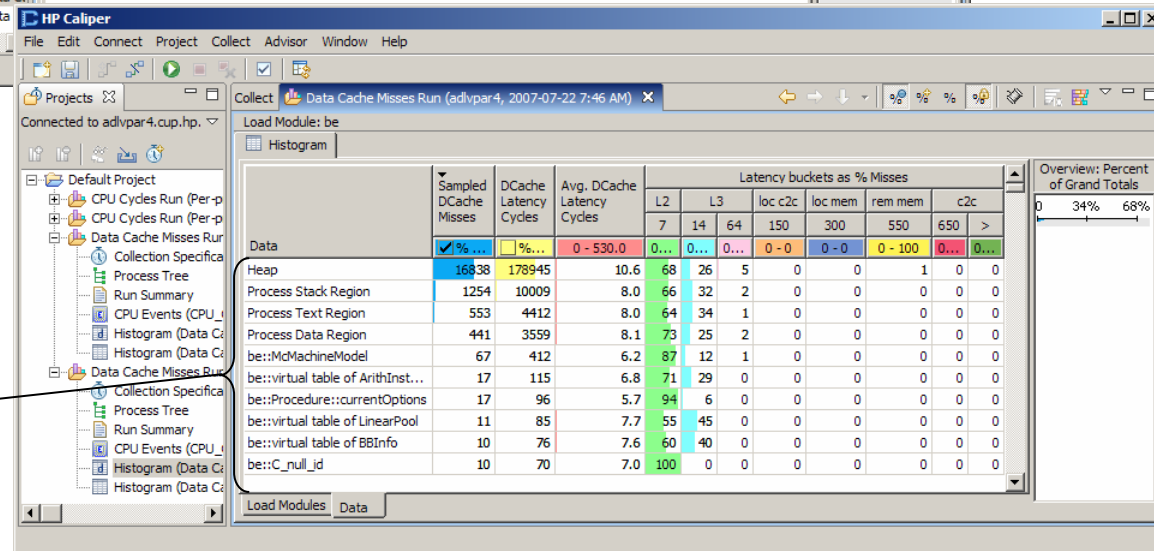 ta
HP Caliper
File Edit Connect Project Collect Advisor Window Help
Projects
Collect Data Cache Misses Run (adlvpar4, 2007-07-22 7:46 AM)
Connected to adlvpar4.cup.hp.
Load Module: be
Histogram
Default Project
CPU Cycles Run (Per-p
CPU Cycles Run (Per-p
Data Cache Misses Run
Collection Specifica
Process Tree
Run Summary
CPU Events (CPU_
Histogram (Data Ca
Histogram (Data Ca
Data Cache Misses Run
Collection Specifica
Process Tree
Run Summary
CPU Events (CPU_
Histogram (Data Ca
Histogram (Data Ca
Data Sampled DCache Misses DCache Latency Cycles Avg. DCache Latency Cycles Latency buckets as % Misses
L2 L3 loc c2c loc mem rem mem c2c
7 14 64 150 300 550 650 >
% ... %... 0 - 530.0 0... 0... 0... 0 - 0 0 - 0 0 - 100 0... 0...
Heap 16838 178945 10.6 68 26 5 0 0 1 0 0
Process Stack Region 1254 10009 8.0 66 32 2 0 0 0 0 0
Process Text Region 553 4412 8.0 64 34 1 0 0 0 0 0
Process Data Region 441 3559 8.1 73 25 2 0 0 0 0 0
be::McMachineModel 67 412 6.2 87 12 1 0 0 0 0 0
be::virtual table of ArithInst... 17 115 6.8 71 29 0 0 0 0 0 0
be::Procedure::currentOptions 17 96 5.7 94 6 0 0 0 0 0 0
be::virtual table of LinearPool 11 85 7.7 55 45 0 0 0 0 0 0
be::virtual table of BBInfo 10 76 7.6 60 40 0 0 0 0 0 0
be::C_null_id 10 70 7.0 100 0 0 0 0 0 0 0
Load Modules Data
Overview: Percent
of Grand Totals
0 34% 68%